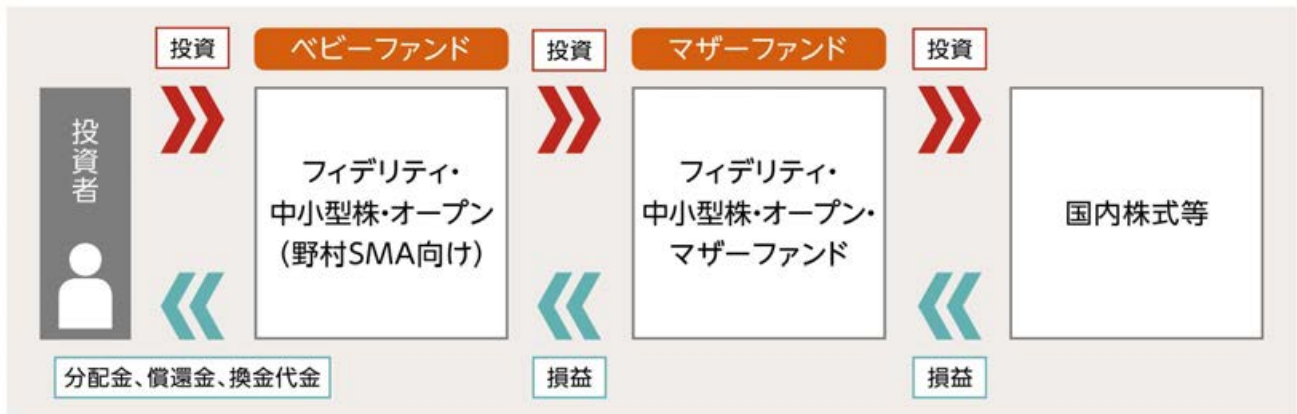 投資
ベビーファンド
投資
マザーファンド
投資
投資者
フィデリティ・
中小型株・オープン
(野村SMA向け)
フィデリティ・
中小型株・オープン・
マザーファンド
国内株式等
分配金、償還金、換金代金
損益
損益